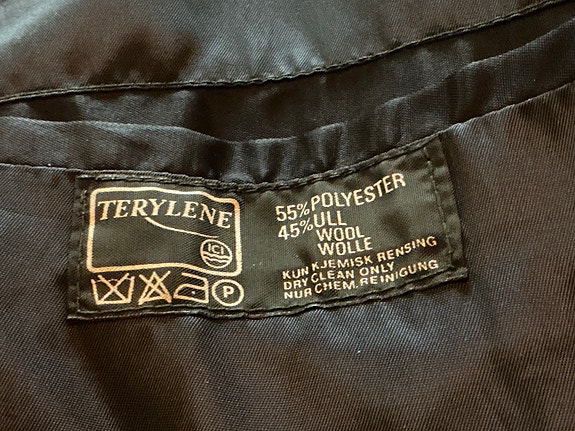 TERYLENE
ICI
P
55% POLYESTER
45% ULL
WOOL
WOLLE
KUN KJEMISK RENSING
DRY CLEAN ONLY
NUR CHEM. REINIGUNG